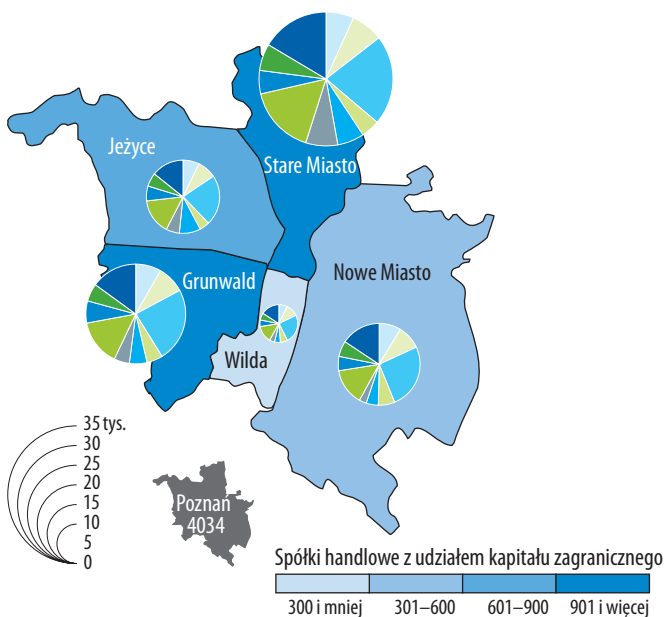 Jeżyce
Stare Miasto
Grunwald
Nowe Miasto
Wilda
35 tys.
30
25
20
15
10
5
0
Poznań
4034
Spółki handlowe z udziałem kapitału zagranicznego
300 i mniej 301–600 601–900 901 i więcej